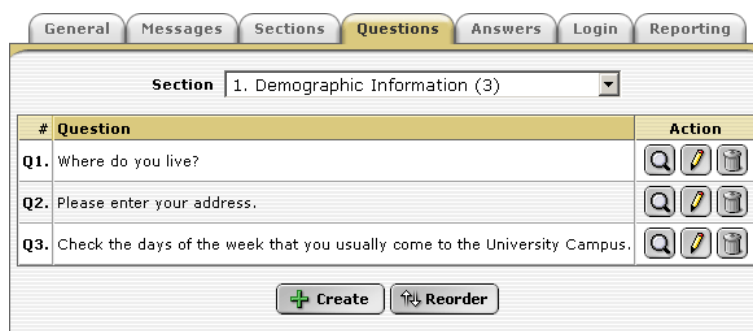 General Messages Sections Questions Answers Login Reporting
Section 1. Demographic Information (3)
# Question Action
Q1. Where do you live?
Q2. Please enter your address.
Q3. Check the days of the week that you usually come to the University Campus.
Create Reorder